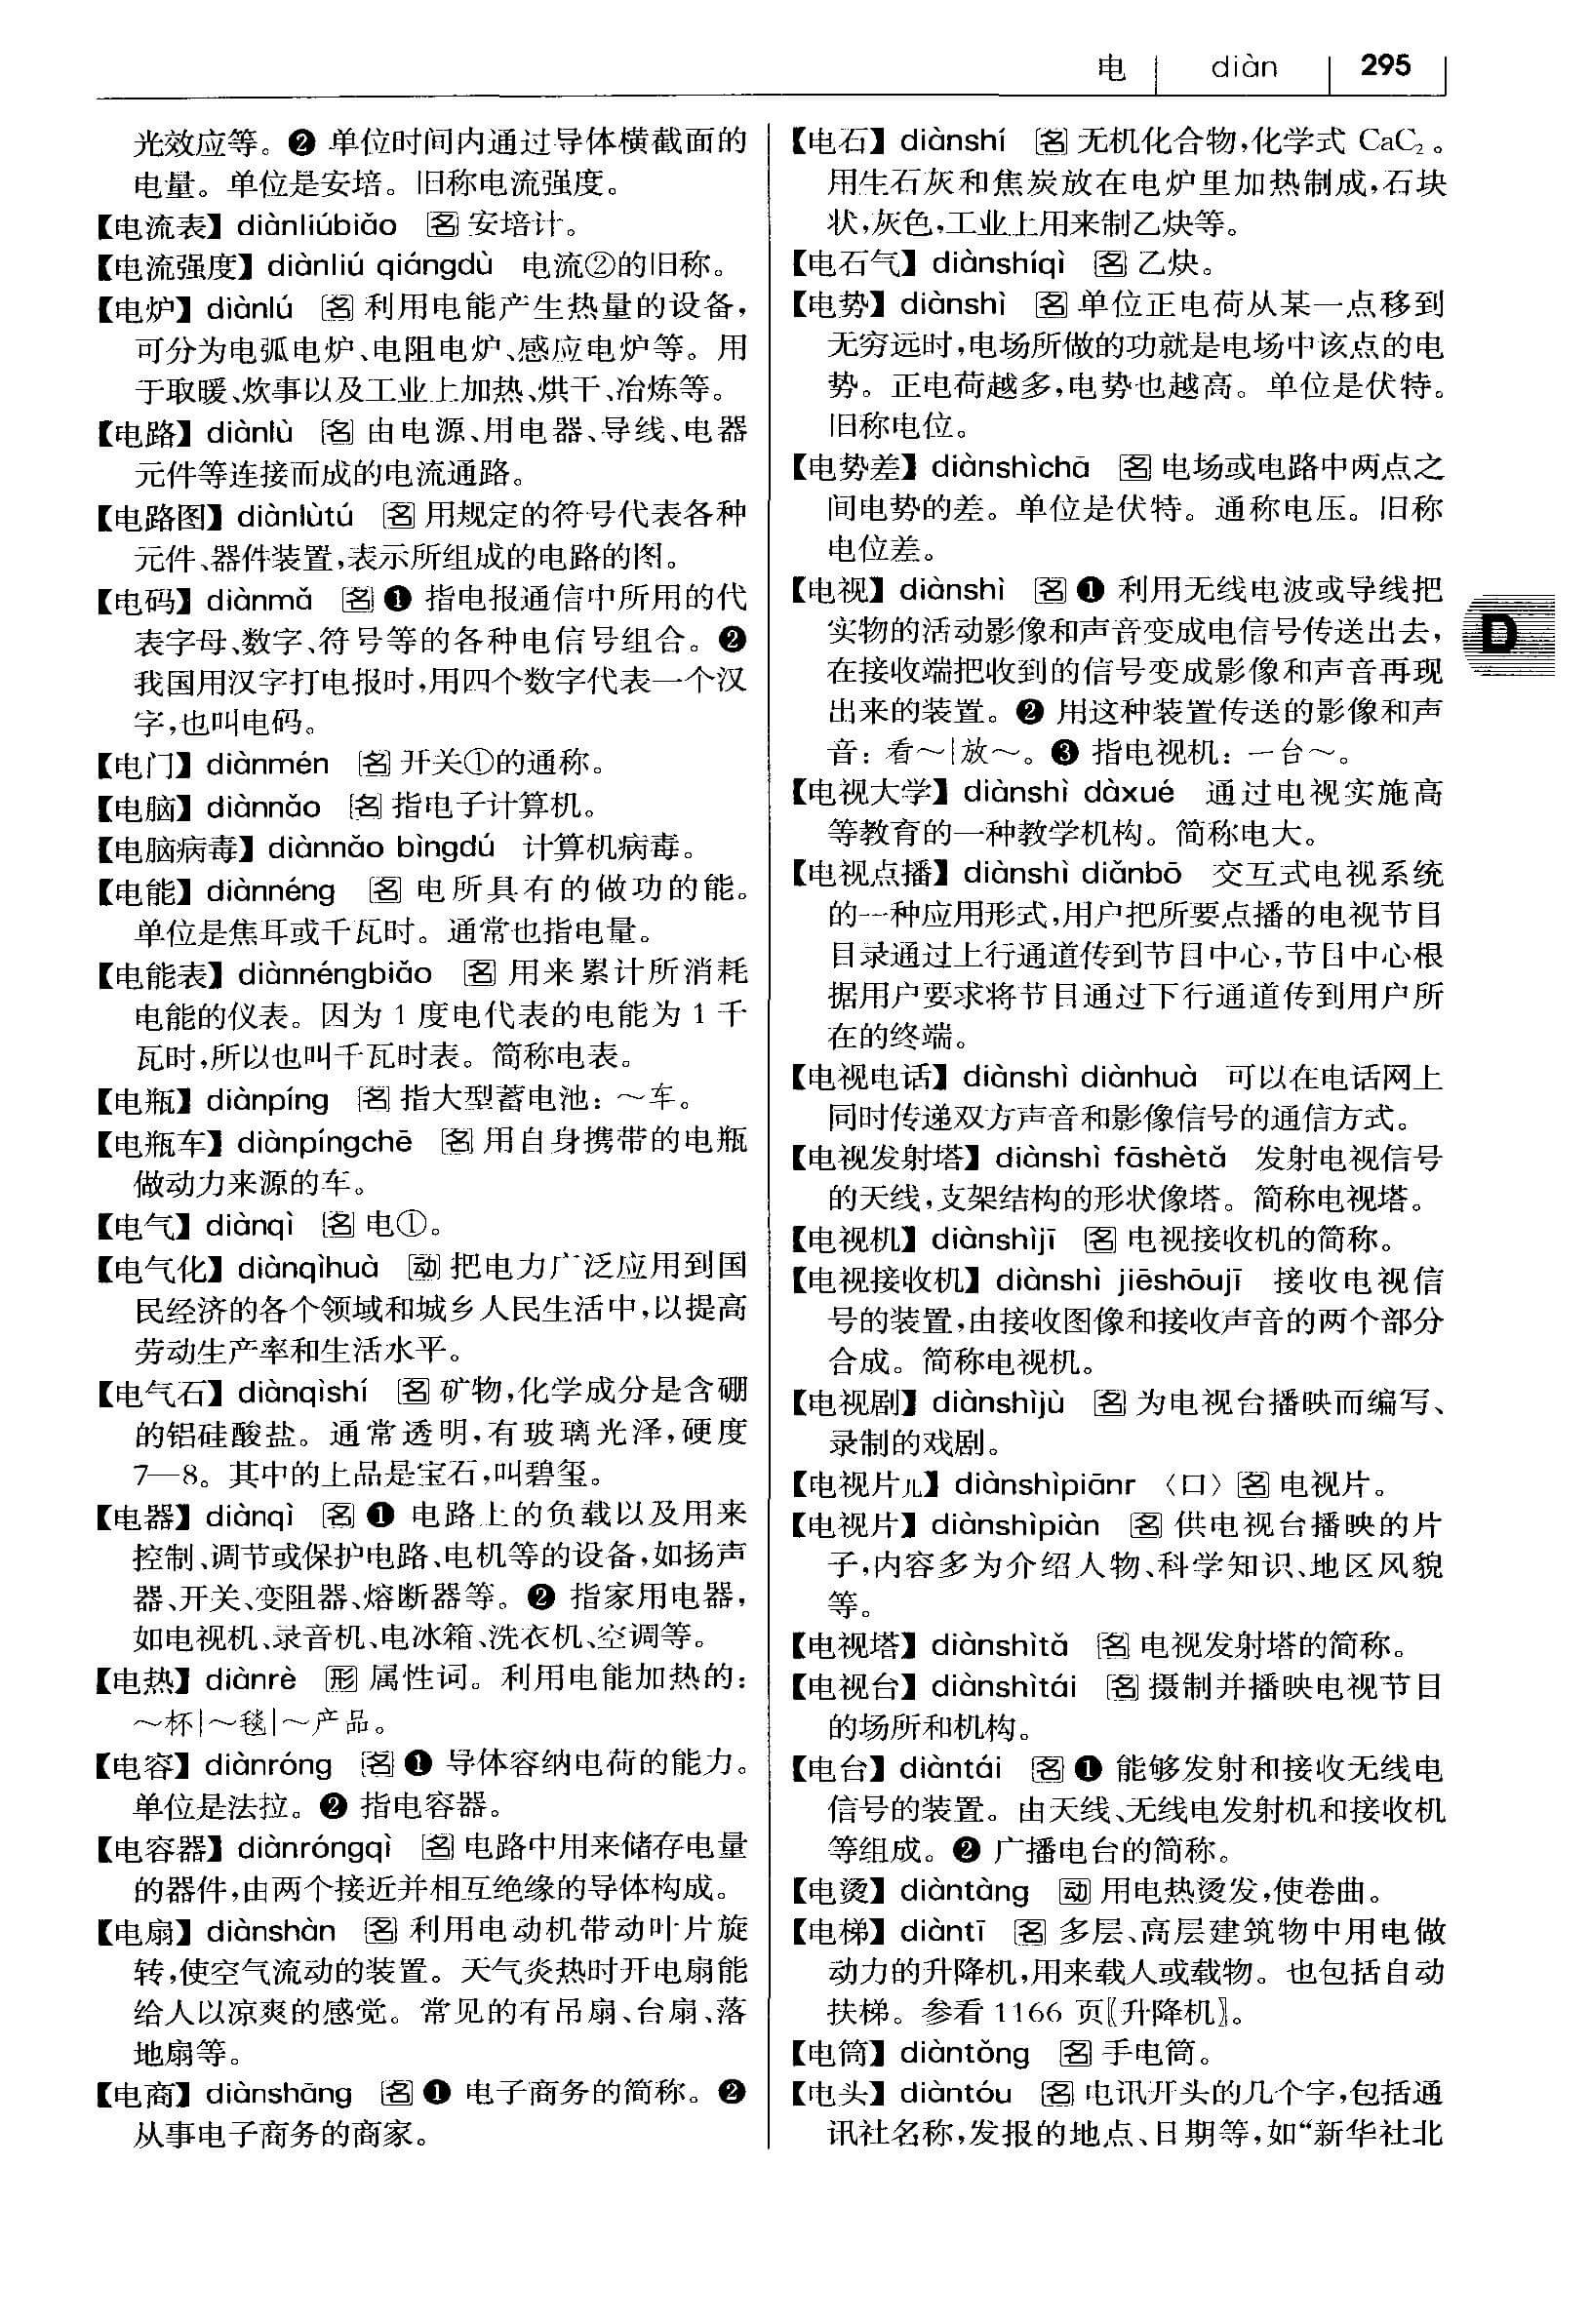 电 diàn 295
光效应等。❷ 单位时间内通过导体横截面的
电量。单位是安培。旧称电流强度。
【电流表】diànliúbiǎo 名 安培计。
【电流强度】diànliú qiángdù 电流②的旧称。
【电炉】diànlú 名 利用电能产生热量的设备，
可分为电弧电炉、电阻电炉、感应电炉等。用
于取暖、炊事以及工业上加热、烘干、冶炼等。
【电路】diànlù 名 由电源、用电器、导线、电器
元件等连接而成的电流通路。
【电路图】diànlùtú 名 用规定的符号代表各种
元件、器件装置，表示所组成的电路的图。
【电码】diànmǎ 名 ❶ 指电报通信中所用的代
表字母、数字、符号等的各种电信号组合。❷
我国用汉字打电报时，用四个数字代表一个汉
字，也叫电码。
【电门】diànmén 名 开关①的通称。
【电脑】diànnǎo 名 指电子计算机。
【电脑病毒】diànnǎo bìngdú 计算机病毒。
【电能】diànnéng 名 电所具有的做功的能。
单位是焦耳或千瓦时。通常也指电量。
【电能表】diànnéngbiǎo 名 用来累计所消耗
电能的仪表。因为 1 度电代表的电能为 1 千
瓦时，所以也叫千瓦时表。简称电表。
【电瓶】diànpíng 名 指大型蓄电池：～车。
【电瓶车】diànpíngchē 名 用自身携带的电瓶
做动力来源的车。
【电气】diànqì 名 电①。
【电气化】diànqìhuà 动 把电力广泛应用到国
民经济的各个领域和城乡人民生活中，以提高
劳动生产率和生活水平。
【电气石】diànqìshí 名 矿物，化学成分是含硼
的铝硅酸盐。通常透明，有玻璃光泽，硬度
7—8。其中的上品是宝石，叫碧玺。
【电器】diànqì 名 ❶ 电路上的负载以及用来
控制、调节或保护电路、电机等的设备，如扬声
器、开关、变阻器、熔断器等。❷ 指家用电器，
如电视机、录音机、电冰箱、洗衣机、空调等。
【电热】diànrè 形 属性词。利用电能加热的：
～杯|～毯|～产品。
【电容】diànróng 名 ❶ 导体容纳电荷的能力。
单位是法拉。❷ 指电容器。
【电容器】diànróngqì 名 电路中用来储存电量
的器件，由两个接近并相互绝缘的导体构成。
【电扇】diànshàn 名 利用电动机带动叶片旋
转，使空气流动的装置。天气炎热时开电扇能
给人以凉爽的感觉。常见的有吊扇、台扇、落
地扇等。
【电商】diànshāng 名 ❶ 电子商务的简称。❷
从事电子商务的商家。
【电石】diànshí 名 无机化合物，化学式 CaC₂。
用生石灰和焦炭放在电炉里加热制成，石块
状，灰色，工业上用来制乙炔等。
【电石气】diànshíqì 名 乙炔。
【电势】diànshì 名 单位正电荷从某一点移到
无穷远时，电场所做的功就是电场中该点的电
势。正电荷越多，电势也越高。单位是伏特。
旧称电位。
【电势差】diànshìchā 名 电场或电路中两点之
间电势的差。单位是伏特。通称电压。旧称
电位差。
【电视】diànshì 名 ❶ 利用无线电波或导线把
实物的活动影像和声音变成电信号传送出去，
在接收端把收到的信号变成影像和声音再现
出来的装置。❷ 用这种装置传送的影像和声
音：看～|放～。❸ 指电视机：一台～。
D
【电视大学】diànshì dàxué 通过电视实施高
等教育的一种教学机构。简称电大。
【电视点播】diànshì diǎnbō 交互式电视系统
的一种应用形式，用户把所要点播的电视节目
目录通过上行通道传到节目中心，节目中心根
据用户要求将节目通过下行通道传到用户所
在的终端。
【电视电话】diànshì diànhuà 可以在电话网上
同时传递双方声音和影像信号的通信方式。
【电视发射塔】diànshì fāshètǎ 发射电视信号
的天线，支架结构的形状像塔。简称电视塔。
【电视机】diànshìjī 名 电视接收机的简称。
【电视接收机】diànshì jiēshōujī 接收电视信
号的装置，由接收图像和接收声音的两个部分
合成。简称电视机。
【电视剧】diànshìjù 名 为电视台播映而编写、
录制的戏剧。
【电视片儿】diànshìpiānr 〈口〉名 电视片。
【电视片】diànshìpiàn 名 供电视台播映的片
子，内容多为介绍人物、科学知识、地区风貌
等。
【电视塔】diànshìtǎ 名 电视发射塔的简称。
【电视台】diànshìtái 名 摄制并播映电视节目
的场所和机构。
【电台】diàntái 名 ❶ 能够发射和接收无线电
信号的装置。由天线、无线电发射机和接收机
等组成。❷ 广播电台的简称。
【电烫】diàntàng 动 用电热烫发，使卷曲。
【电梯】diàntī 名 多层、高层建筑物中用电做
动力的升降机，用来载人或载物。也包括自动
扶梯。参看 1166 页〖升降机〗。
【电筒】diàntǒng 名 手电筒。
【电头】diàntóu 名 电讯开头的几个字，包括通
讯社名称，发报的地点、日期等，如“新华社北